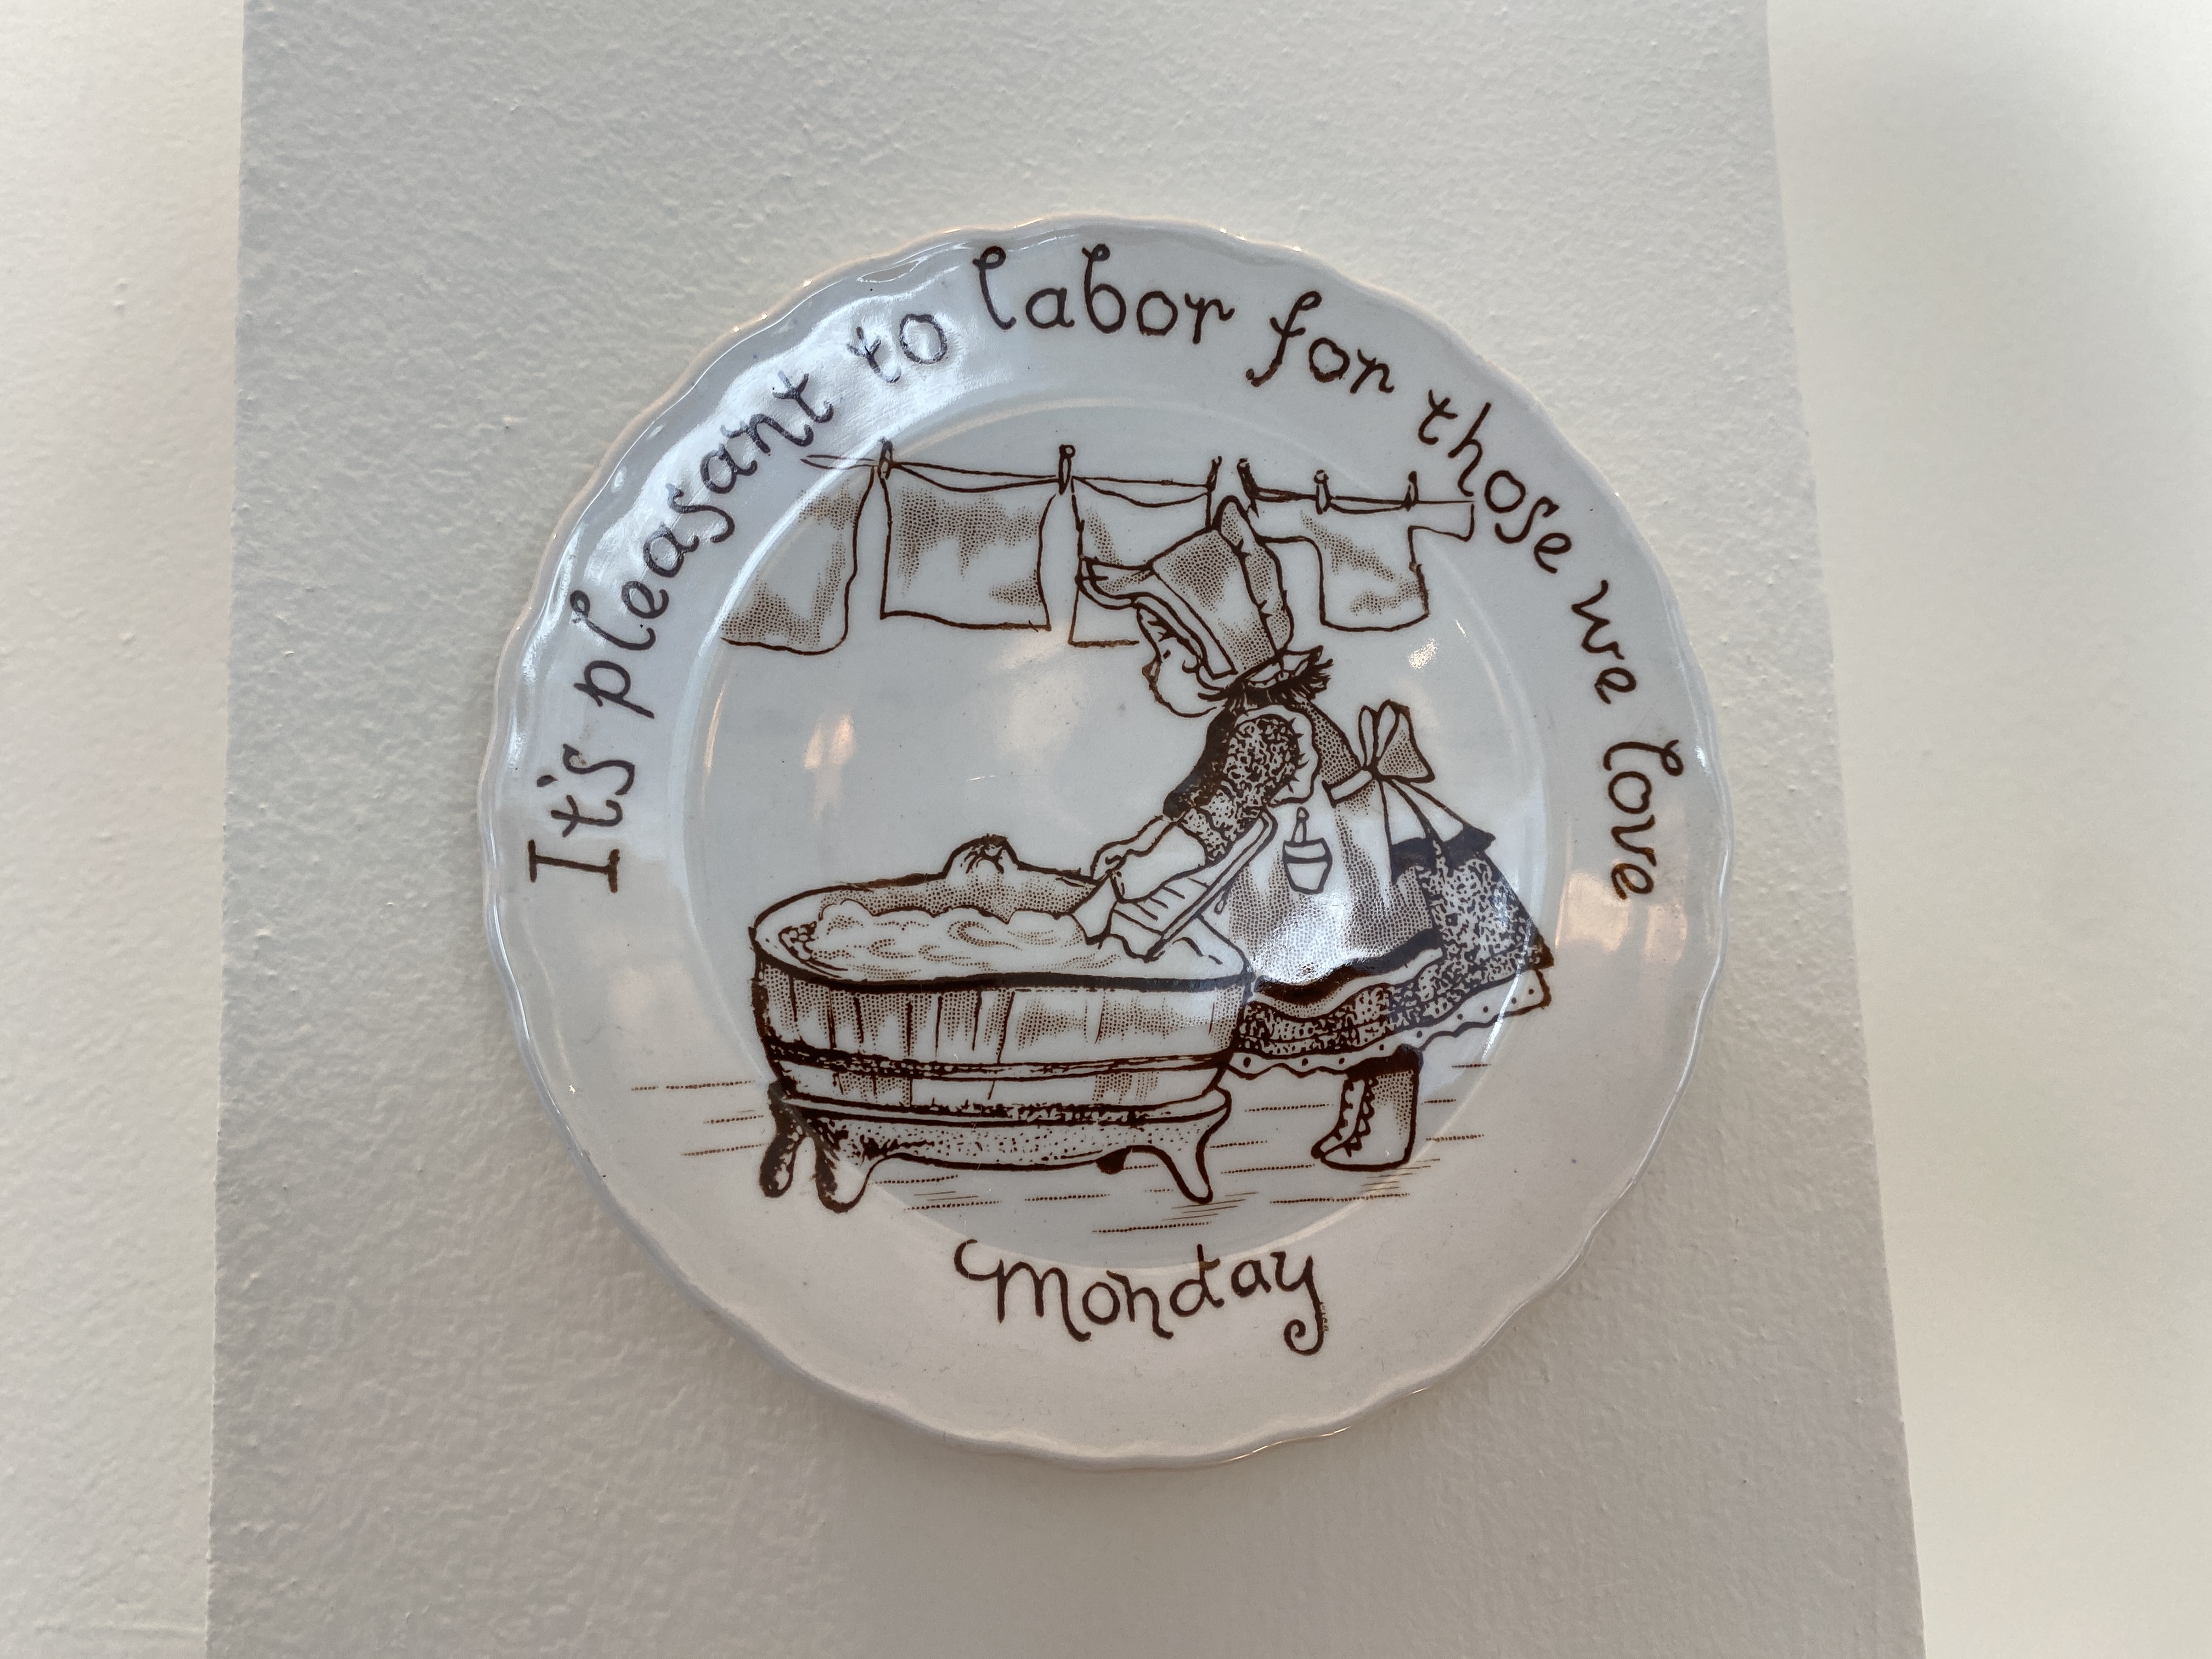 It's pleasant to labor for those we love
Monday